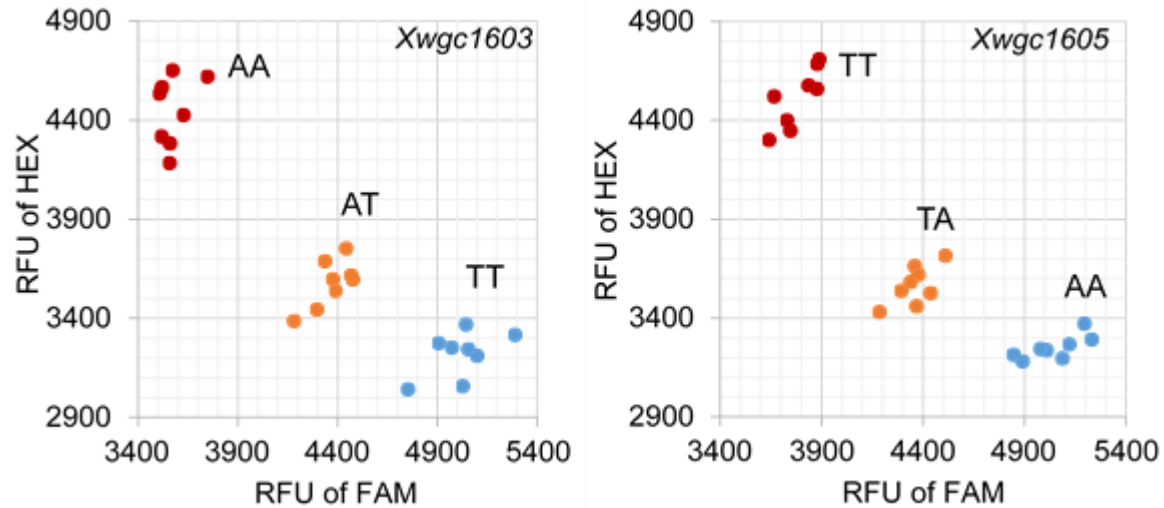 Xwgc1603
4900
4400
3900
3400
2900
RFU of HEX
AA
AT
TT
3400 3900 4400 4900 5400
RFU of FAM
Xwgc1605
4900
4400
3900
3400
2900
RFU of HEX
TT
TA
AA
3400 3900 4400 4900 5400
RFU of FAM